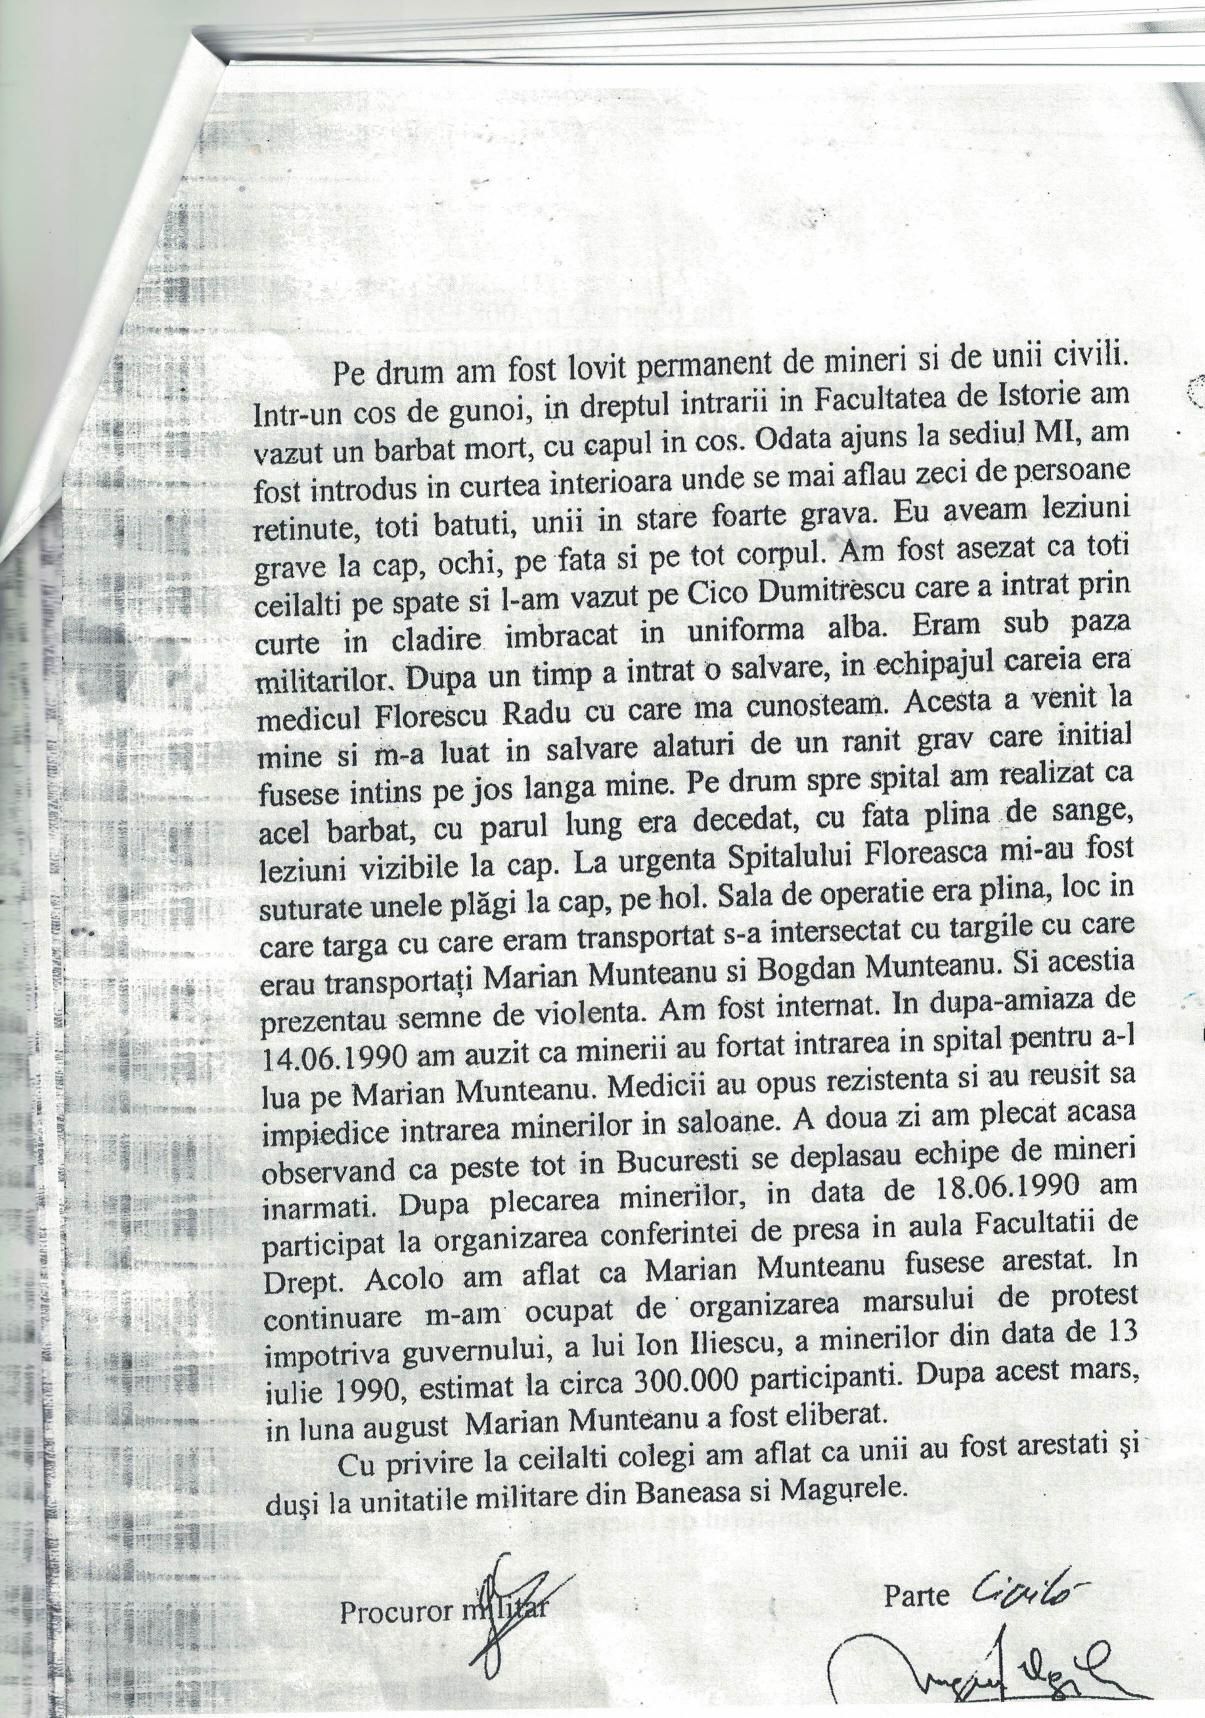 Pe drum am fost lovit permanent de mineri si de unii civili.
Intr-un cos de gunoi, in dreptul intrarii in Facultatea de Istorie am
vazut un barbat mort, cu capul in cos. Odata ajuns la sediul MI, am
fost introdus in curtea interioara unde se mai aflau zeci de persoane
retinute, toti batuti, unii in stare foarte grava. Eu aveam leziuni
grave la cap, ochi, pe fata si pe tot corpul. Am fost asezat ca toti
ceilalti pe spate si l-am vazut pe Cico Dumitrescu care a intrat prin
curte in cladire imbracat in uniforma alba. Eram sub paza
militarilor. Dupa un timp a intrat o salvare, in echipajul careia era
medicul Florescu Radu cu care ma cunosteam. Acesta a venit la
mine si m-a luat in salvare alaturi de un ranit grav care initial
fusese intins pe jos langa mine. Pe drum spre spital am realizat ca
acel barbat, cu parul lung era decedat, cu fata plina de sange,
leziuni vizibile la cap. La urgenta Spitalului Floreasca mi-au fost
suturate unele plăgi la cap, pe hol. Sala de operatie era plina, loc in
care targa cu care eram transportat s-a intersectat cu targile cu care
erau transportați Marian Munteanu si Bogdan Munteanu. Si acestia
prezentau semne de violenta. Am fost internat. In dupa-amiaza de
14.06.1990 am auzit ca minerii au fortat intrarea in spital pentru a-l
lua pe Marian Munteanu. Medicii au opus rezistenta si au reusit sa
impiedice intrarea minerilor in saloane. A doua zi am plecat acasa
observand ca peste tot in Bucuresti se deplasau echipe de mineri
inarmati. Dupa plecarea minerilor, in data de 18.06.1990 am
participat la organizarea conferintei de presa in aula Facultatii de
Drept. Acolo am aflat ca Marian Munteanu fusese arestat. In
continuare m-am ocupat de organizarea marsului de protest
impotriva guvernului, a lui Ion Iliescu, a minerilor din data de 13
iulie 1990, estimat la circa 300.000 participanti. Dupa acest mars,
in luna august Marian Munteanu a fost eliberat.
Cu privire la ceilalti colegi am aflat ca unii au fost arestati şi
duşi la unitatile militare din Baneasa si Magurele.
Procuror militar
Parte Civilă